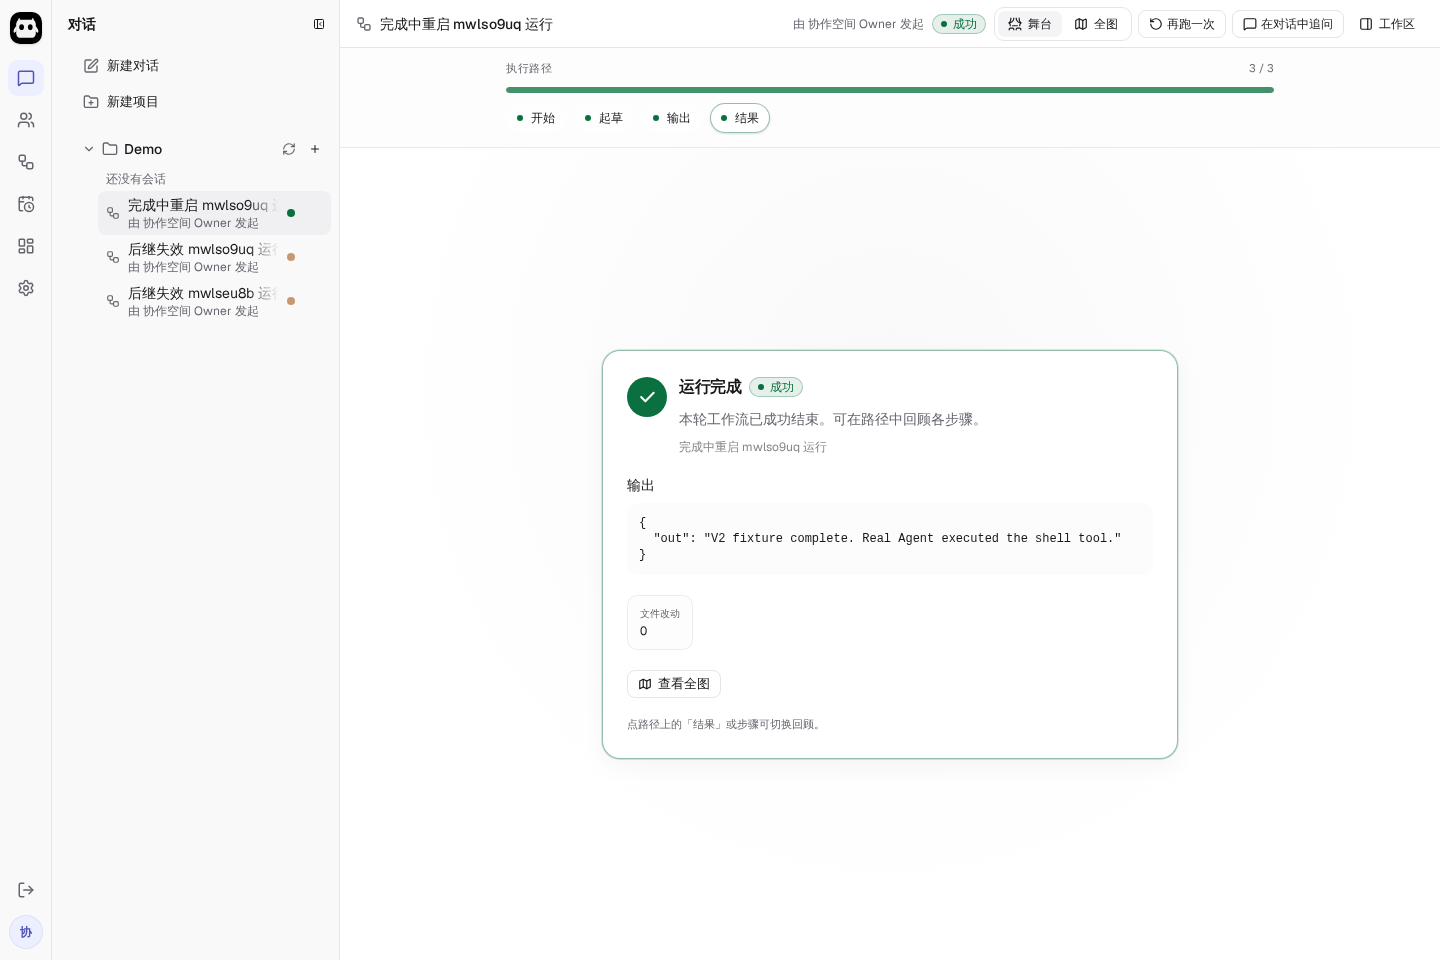 对话
新建对话
新建项目
Demo
还没有会话
完成中重启 mwlso9uq
由 协作空间 Owner 发起
后继失效 mwlso9uq 运行
由 协作空间 Owner 发起
后继失效 mwlseu8b 运行
由 协作空间 Owner 发起
协
完成中重启 mwlso9uq 运行
由 协作空间 Owner 发起
成功
舞台
全图
再跑一次
在对话中追问
工作区
执行路径
3 / 3
开始
起草
输出
结果
运行完成
成功
本轮工作流已成功结束。可在路径中回顾各步骤。
完成中重启 mwlso9uq 运行
输出
{
"out": "V2 fixture complete. Real Agent executed the shell tool."
}
文件改动
0
查看全图
点路径上的「结果」或步骤可切换回顾。